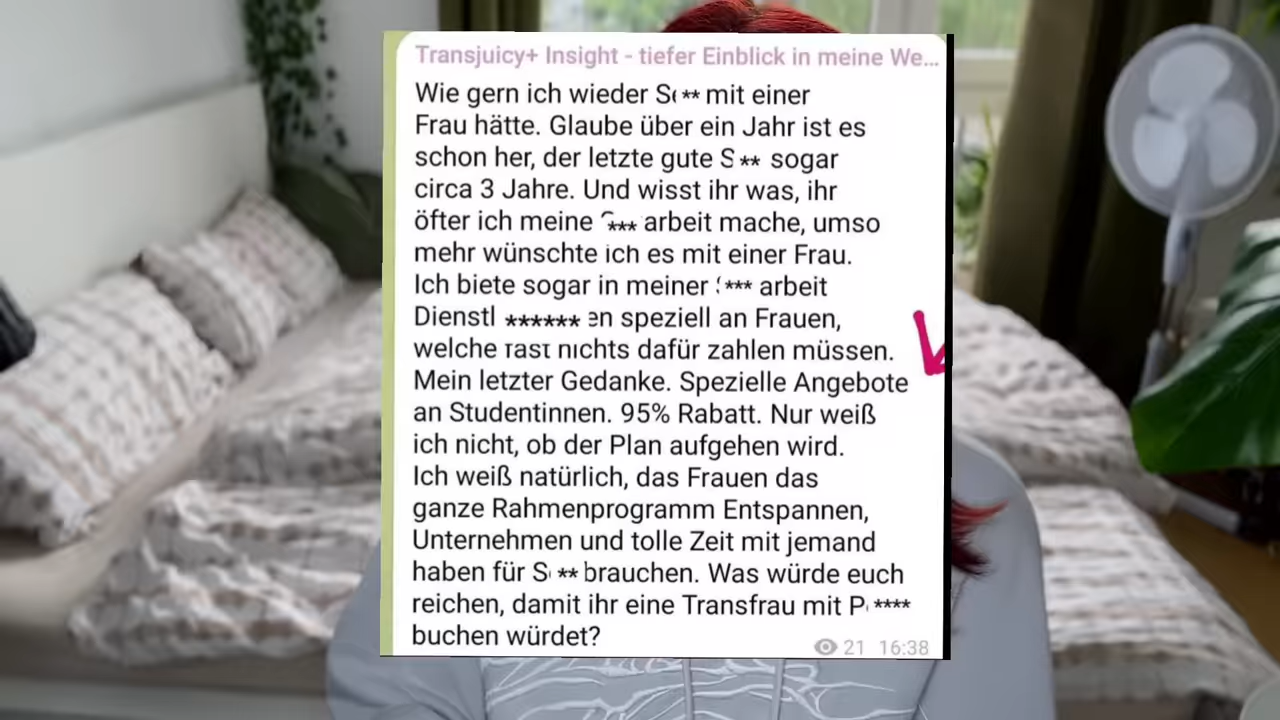 Transjuicy+ Insight - tiefer Einblick in meine We...
Wie gern ich wieder Se** mit einer
Frau hätte. Glaube über ein Jahr ist es
schon her, der letzte gute S** sogar
circa 3 Jahre. Und wisst ihr was, ihr
öfter ich meine S*** arbeit mache, umso
mehr wünschte ich es mit einer Frau.
Ich biete sogar in meiner S*** arbeit
Dienstl ****** en speziell an Frauen,
welche fast nichts dafür zahlen müssen.
Mein letzter Gedanke. Spezielle Angebote
an Studentinnen. 95% Rabatt. Nur weiß
ich nicht, ob der Plan aufgehen wird.
Ich weiß natürlich, das Frauen das
ganze Rahmenprogramm Entspannen,
Unternehmen und tolle Zeit mit jemand
haben für S** brauchen. Was würde euch
reichen, damit ihr eine Transfrau mit P****
buchen würdet?
21 16:38